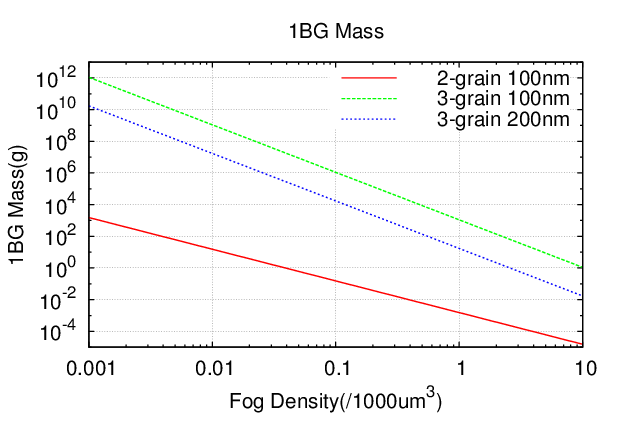 1BG Mass
2-grain 100nm
3-grain 100nm
3-grain 200nm
1BG Mass(g)
10^12
10^10
10^8
10^6
10^4
10^2
10^0
10^-2
10^-4
0.001 0.01 0.1 1 10
Fog Density(/1000um^3)